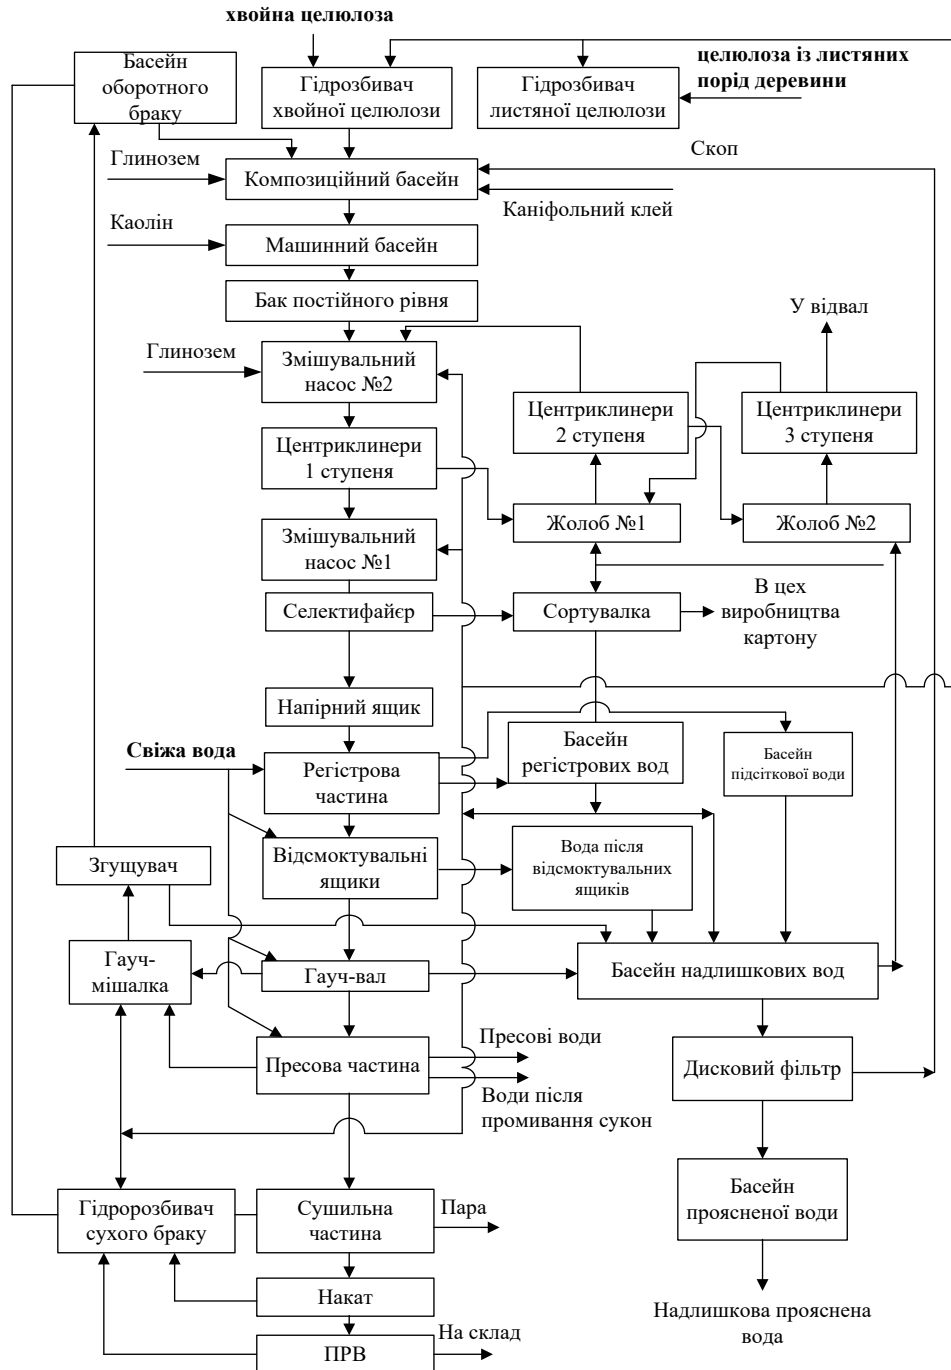 хвойна целюлоза
Басейн
оборотного
браку
Гідрозбивач
хвойної целюлози
Гідрозбивач
листяної целюлози
целюлоза із листяних
порід деревини
Глинозем
Композиційний басейн
Скоп
Каніфольний клей
Каолін
Машинний басейн
Бак постійного рівня
У відвал
Глинозем
Змішувальний
насос №2
Центриклинери
2 ступеня
Центриклинери
3 ступеня
Центриклинери
1 ступеня
Жолоб №1
Жолоб №2
Змішувальний
насос №1
Селектифайєр
Сортувалка
В цех
виробництва
картону
Напірний ящик
Свіжа вода
Регістрова
частина
Басейн
регістрових вод
Басейн
підсіткової води
Відсмоктувальні
ящики
Вода після
відсмоктувальних
ящиків
Згущувач
Гауч-
мішалка
Гауч-вал
Басейн надлишкових вод
Пресова частина
Пресові води
Води після
промивання сукон
Дисковий фільтр
Гідророзбивач
сухого браку
Сушильна
частина
Пара
Басейн
проясненої води
Накат
На склад
ПРВ
Надлишкова прояснена
вода